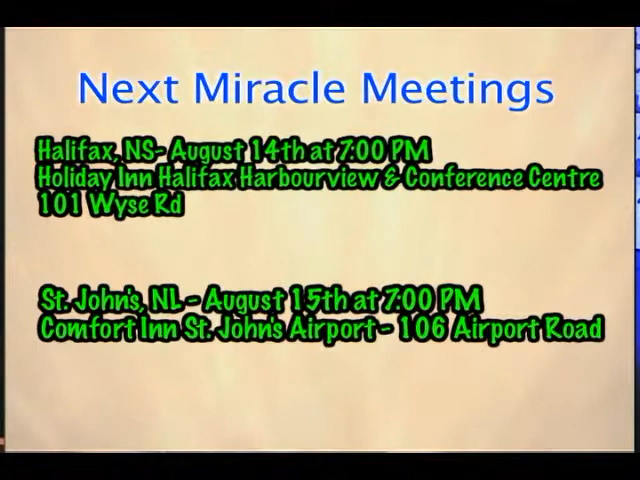 Next Miracle Meetings
Halifax, NS- August 14th at 7:00 PM
Holiday Inn Halifax Harbourview & Conference Centre
101 Wyse Rd
St. John's, NL - August 15th at 7:00 PM
Comfort Inn St. John's Airport - 106 Airport Road